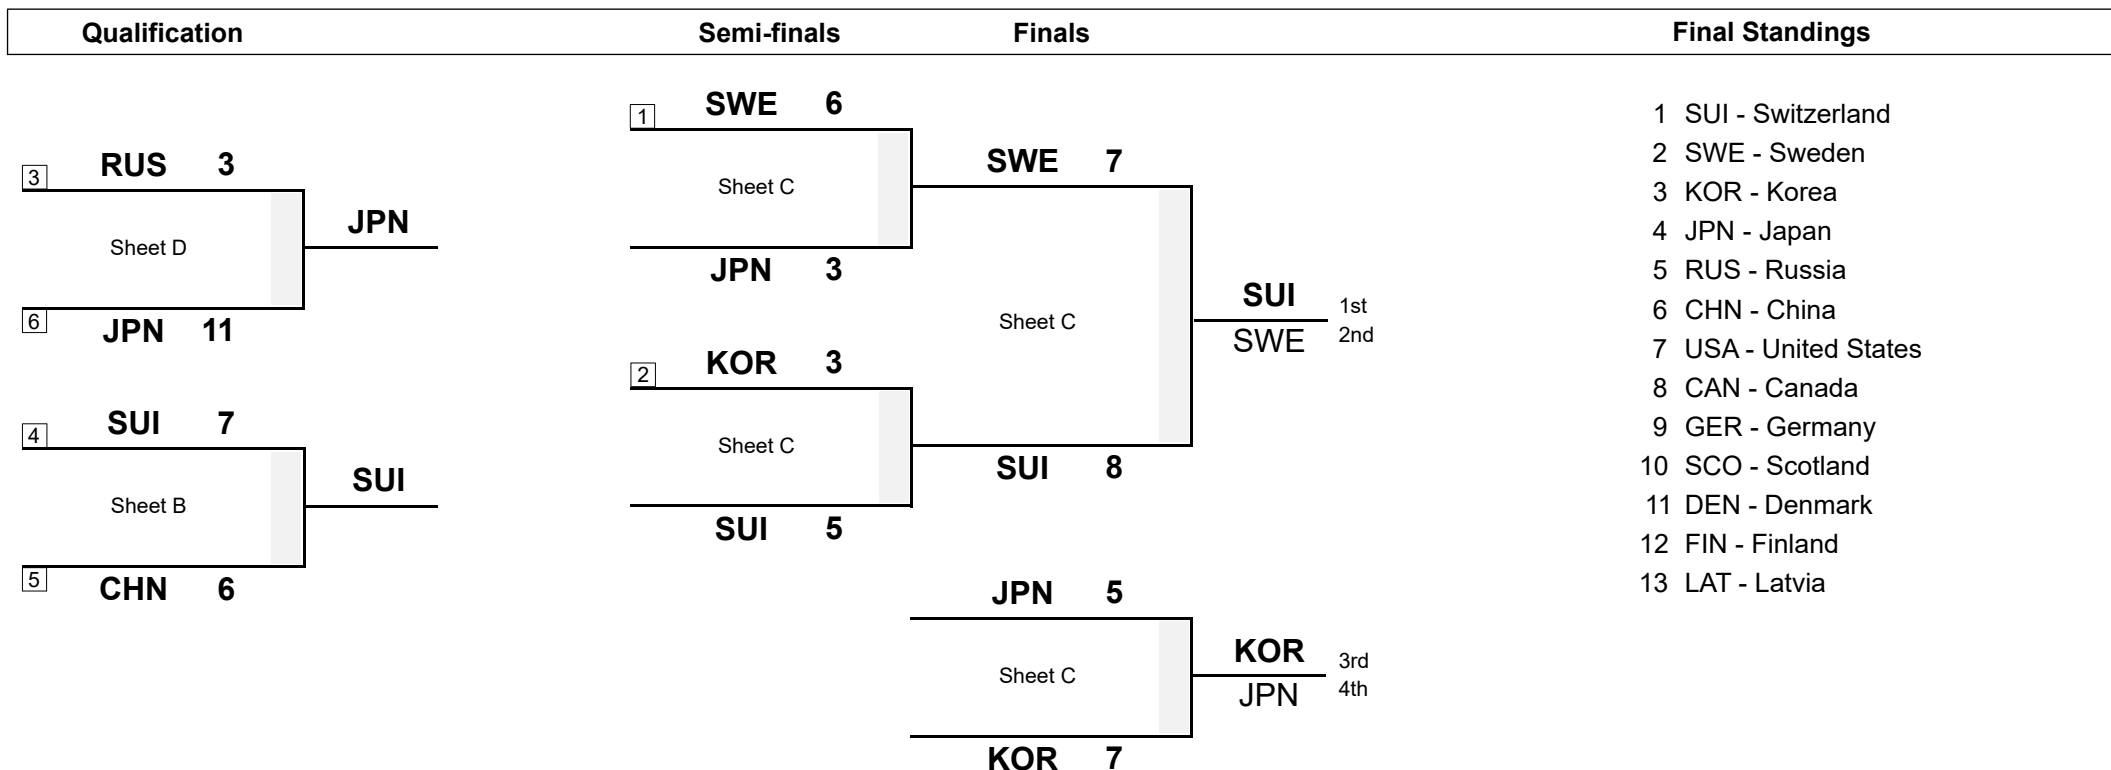 Qualification Semi-finals Finals Final Standings
3 RUS 3
Sheet D
6 JPN 11
JPN
4 SUI 7
Sheet B
5 CHN 6
SUI
1 SWE 6
Sheet C
JPN 3
2 KOR 3
Sheet C
SUI 5
SWE 7
Sheet C
SUI 8
SUI 1st
SWE 2nd
JPN 5
Sheet C
KOR 7
KOR 3rd
JPN 4th
1 SUI - Switzerland
2 SWE - Sweden
3 KOR - Korea
4 JPN - Japan
5 RUS - Russia
6 CHN - China
7 USA - United States
8 CAN - Canada
9 GER - Germany
10 SCO - Scotland
11 DEN - Denmark
12 FIN - Finland
13 LAT - Latvia